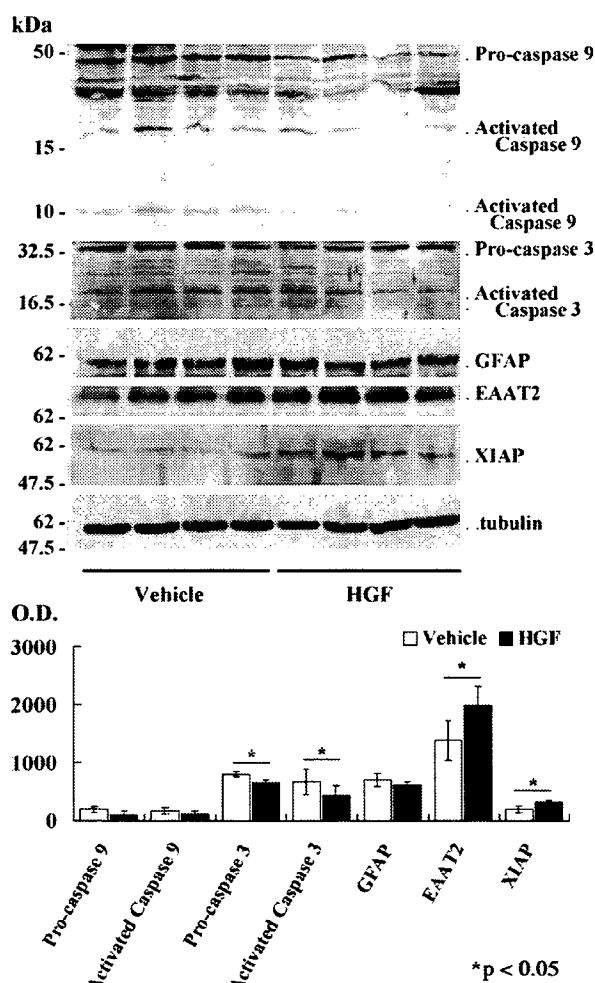 kDa
50 -
Pro-caspase 9
Activated
Caspase 9
15 -
10 -
Activated
Caspase 9
32.5 -
Pro-caspase 3
16.5 -
Activated
Caspase 3
62 -
GFAP
EAAT2
62 -
62 -
XIAP
47.5 -
62 -
tubulin
47.5 -
Vehicle HGF
O.D.
3000
Vehicle HGF
2000
1000
0
* * * *
Pro-caspase 9
Activated Caspase 9
Pro-caspase 3
Activated Caspase 3
GFAP
EAAT2
XIAP
*p < 0.05